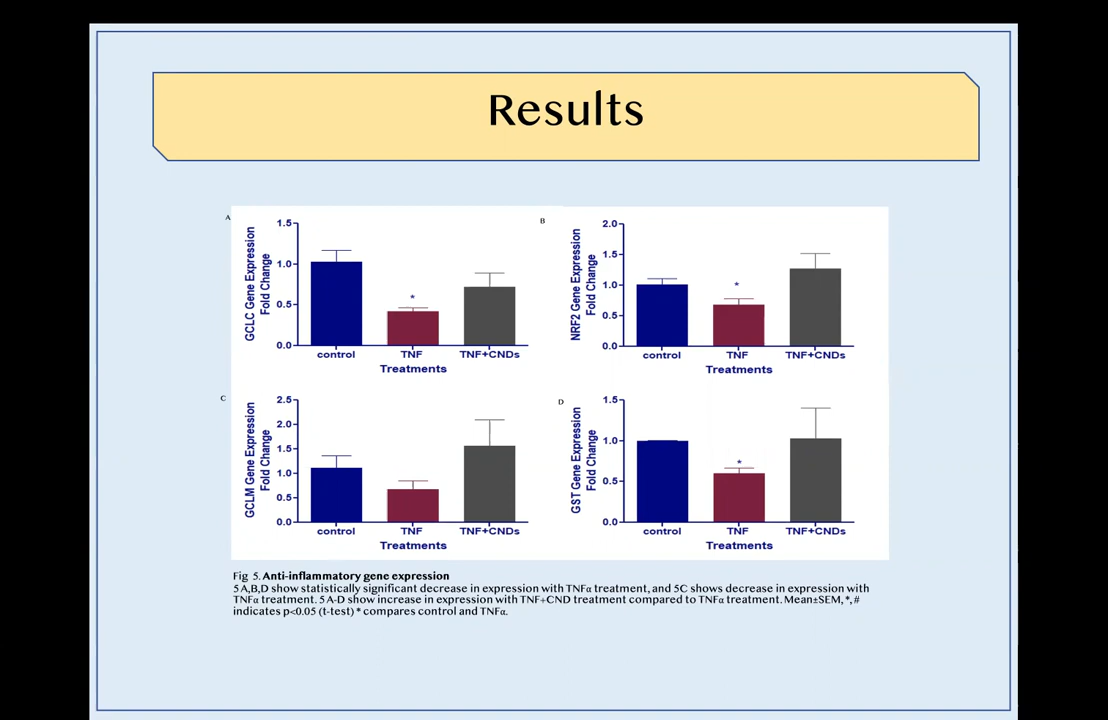 Results
A
GCLC Gene Expression
Fold Change
1.5
1.0
0.5
0.0
*
control TNF TNF+CNDs
Treatments
B
NRF2 Gene Expression
Fold Change
2.0
1.5
1.0
0.5
0.0
*
control TNF TNF+CNDs
Treatments
C
GCLM Gene Expression
Fold Change
2.5
2.0
1.5
1.0
0.5
0.0
control TNF TNF+CNDs
Treatments
D
GST Gene Expression
Fold Change
1.5
1.0
0.5
0.0
*
control TNF TNF+CNDs
Treatments
Fig 5. Anti-inflammatory gene expression
5 A,B,D show statistically significant decrease in expression with TNFα treatment, and 5C shows decrease in expression with
TNFα treatment. 5 A-D show increase in expression with TNF+CND treatment compared to TNFα treatment. Mean±SEM, *, #
indicates p<0.05 (t-test) * compares control and TNFα.